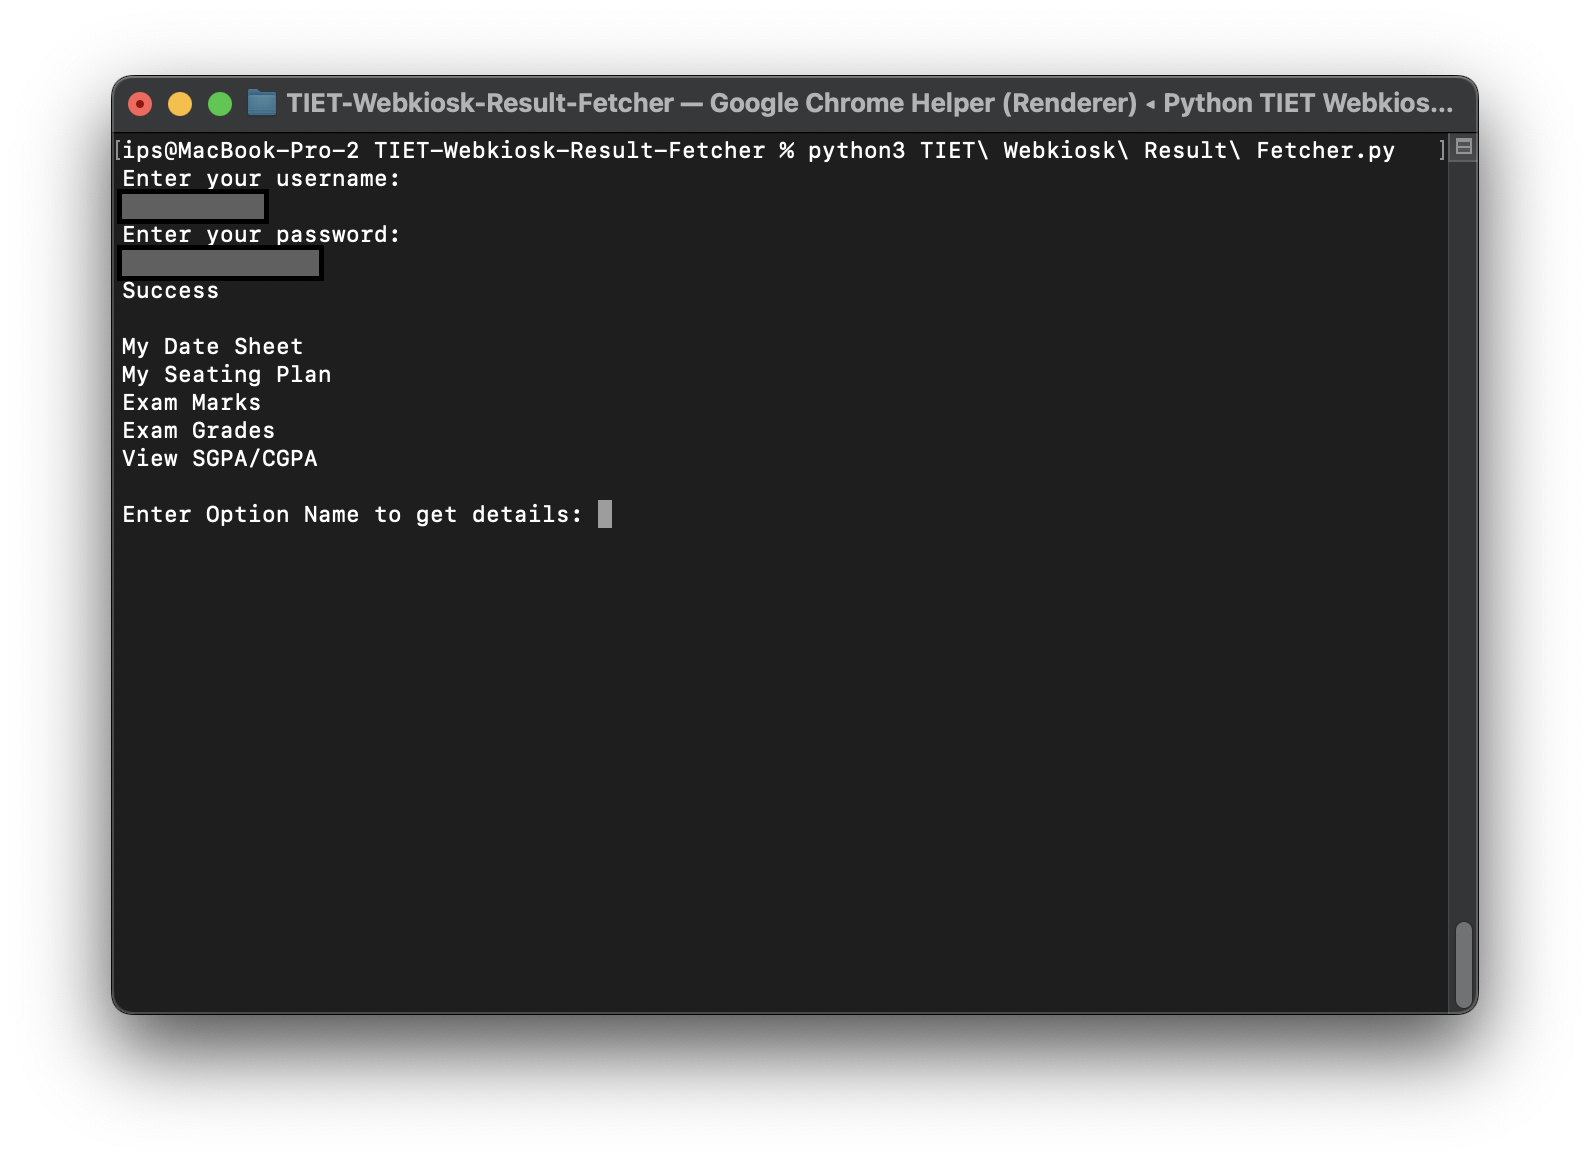 TIET-Webkiosk-Result-Fetcher — Google Chrome Helper (Renderer) ◂ Python TIET Webkios...
[ips@MacBook-Pro-2 TIET-Webkiosk-Result-Fetcher % python3 TIET\ Webkiosk\ Result\ Fetcher.py ]
Enter your username:
Enter your password:
Success
My Date Sheet
My Seating Plan
Exam Marks
Exam Grades
View SGPA/CGPA
Enter Option Name to get details: